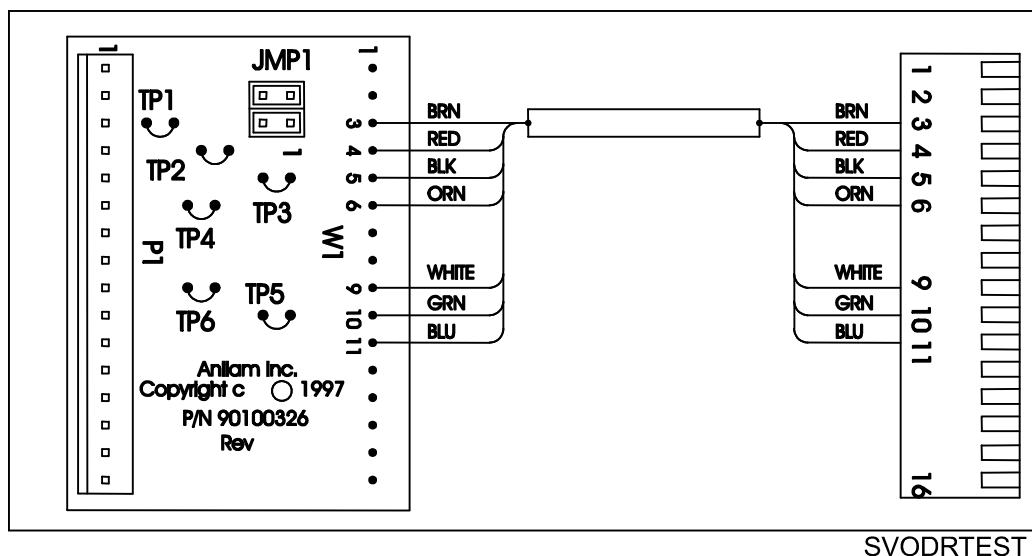 1
JMP1
1
TP1
TP2
TP3
TP4
P1
TP5
TP6
W1
1
3
4
5
6
9
10
11
Anilam Inc.
Copyright c 1997
P/N 90100326
Rev
BRN
RED
BLK
ORN
WHITE
GRN
BLU
BRN
RED
BLK
ORN
WHITE
GRN
BLU
1
2
3
4
5
6
9
10
11
16
SVODRTEST